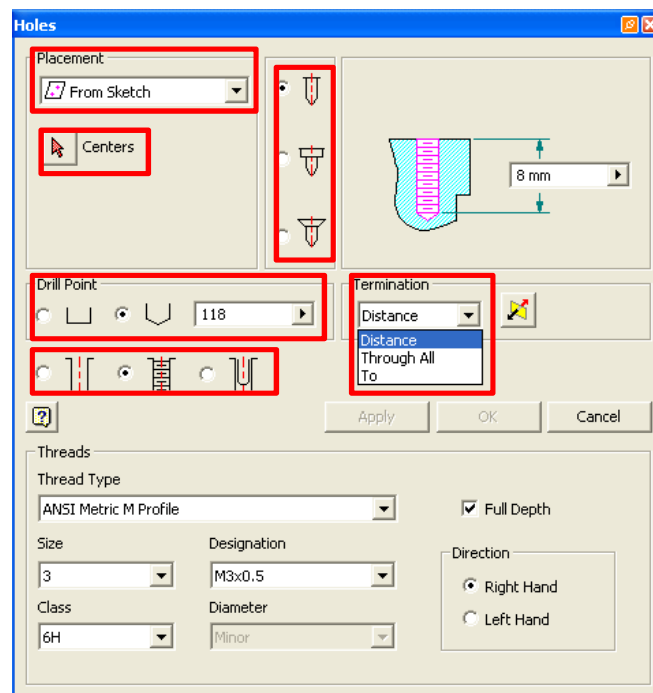 Holes
Placement
From Sketch
Centers
8 mm
Drill Point
118
Termination
Distance
Distance
Through All
To
Apply
OK
Cancel
Threads
Thread Type
ANSI Metric M Profile
Full Depth
Size
Designation
3
M3x0.5
Direction
Right Hand
Left Hand
Class
Diameter
6H
Minor